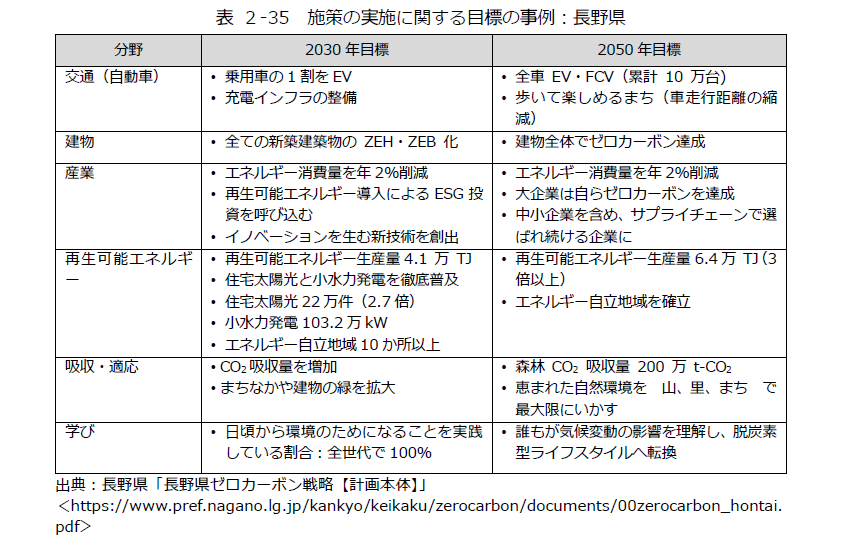 表 2-35 施策の実施に関する目標の事例：長野県
分野 2030 年目標 2050 年目標
交通（自動車）
• 乗用車の１割を EV
• 充電インフラの整備
• 全車 EV・FCV（累計 10 万台)
• 歩いて楽しめるまち（車走行距離の縮
減）
建物
• 全ての新築建築物の ZEH・ZEB 化
• 建物全体でゼロカーボン達成
産業
• エネルギー消費量を年 2%削減
• 再生可能エネルギー導入による ESG 投
資を呼び込む
• イノベーションを生む新技術を創出
• エネルギー消費量を年 2%削減
• 大企業は自らゼロカーボンを達成
• 中小企業を含め、サプライチェーンで選
ばれ続ける企業に
再生可能エネルギ
ー
• 再生可能エネルギー生産量 4.1 万 TJ
• 住宅太陽光と小水力発電を徹底普及
• 住宅太陽光 22 万件（2.7 倍）
• 小水力発電 103.2 万 kW
• エネルギー自立地域 10 か所以上
• 再生可能エネルギー生産量 6.4 万 TJ（3
倍以上）
• エネルギー自立地域を確立
吸収・適応
• CO₂ 吸収量を増加
• まちなかや建物の緑を拡大
• 森林 CO₂ 吸収量 200 万 t-CO₂
• 恵まれた自然環境を 山、里、まち で
最大限にいかす
学び
• 日頃から環境のためになることを実践
している割合：全世代で 100%
• 誰もが気候変動の影響を理解し、脱炭素
型ライフスタイルへ転換
出典：長野県「長野県ゼロカーボン戦略【計画本体】」
＜https://www.pref.nagano.lg.jp/kankyo/keikaku/zerocarbon/documents/00zerocarbon_hontai.
pdf＞